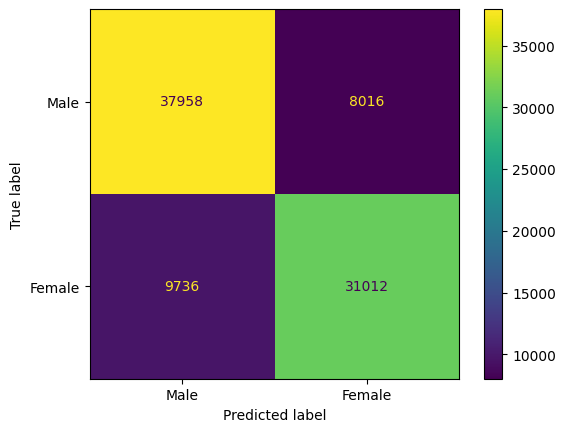 Male
37958
8016
True label
Female
9736
31012
Male
Female
Predicted label
35000
30000
25000
20000
15000
10000